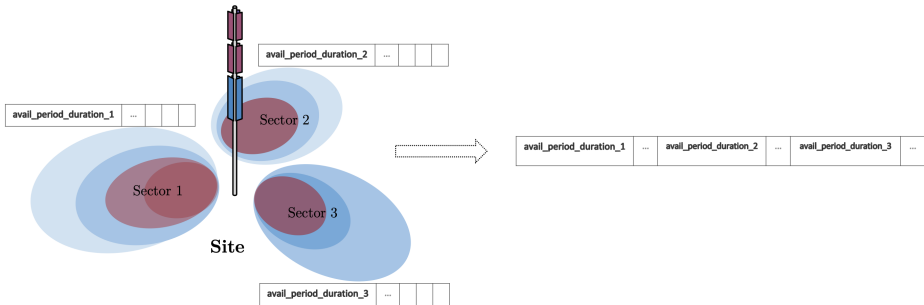 avail_period_duration_2 ...
avail_period_duration_1 ...
Sector 2
avail_period_duration_1 ... avail_period_duration_2 ... avail_period_duration_3 ...
Sector 1
Sector 3
Site
avail_period_duration_3 ...